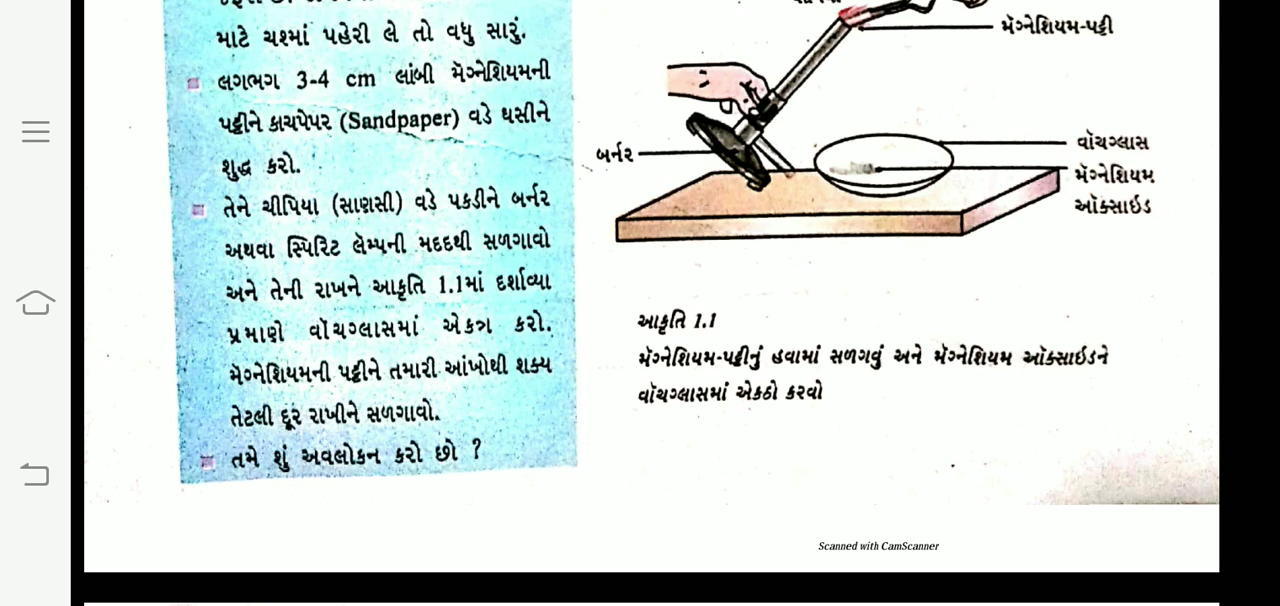 માટે ચશ્માં પહેરી લે તો વધુ સારું.
લગભગ 3-4 cm લાંબી મૅગ્નેશિયમની
પટ્ટીને કાચપેપર (Sandpaper) વડે ઘસીને
શુદ્ધ કરો.
તેને ચીપિયા (સાણસી) વડે પકડીને બર્નર
અથવા સ્પિરિટ લૅમ્પની મદદથી સળગાવો
અને તેની રાખને આકૃતિ 1.1માં દર્શાવ્યા
પ્રમાણે વૉચગ્લાસમાં એકત્ર કરો.
મૅગ્નેશિયમની પટ્ટીને તમારી આંખોથી શક્ય
તેટલી દૂર રાખીને સળગાવો.
તમે શું અવલોકન કરો છો ?
મૅગ્નેશિયમ-પટ્ટી
બર્નર
વૉચગ્લાસ
મૅગ્નેશિયમ
ઑક્સાઇડ
આકૃતિ 1.1
મૅગ્નેશિયમ-પટ્ટીનું હવામાં સળગવું અને મૅગ્નેશિયમ ઑક્સાઇડને
વૉચગ્લાસમાં એકઠો કરવો
Scanned with CamScanner